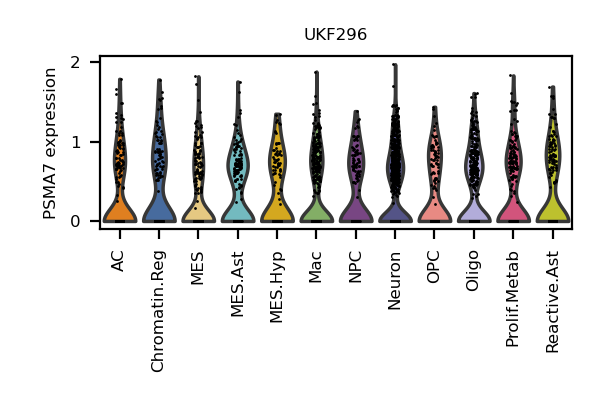 UKF296
PSMA7 expression
2
1
0
AC
Chromatin.Reg
MES
MES.Ast
MES.Hyp
Mac
NPC
Neuron
OPC
Oligo
Prolif.Metab
Reactive.Ast